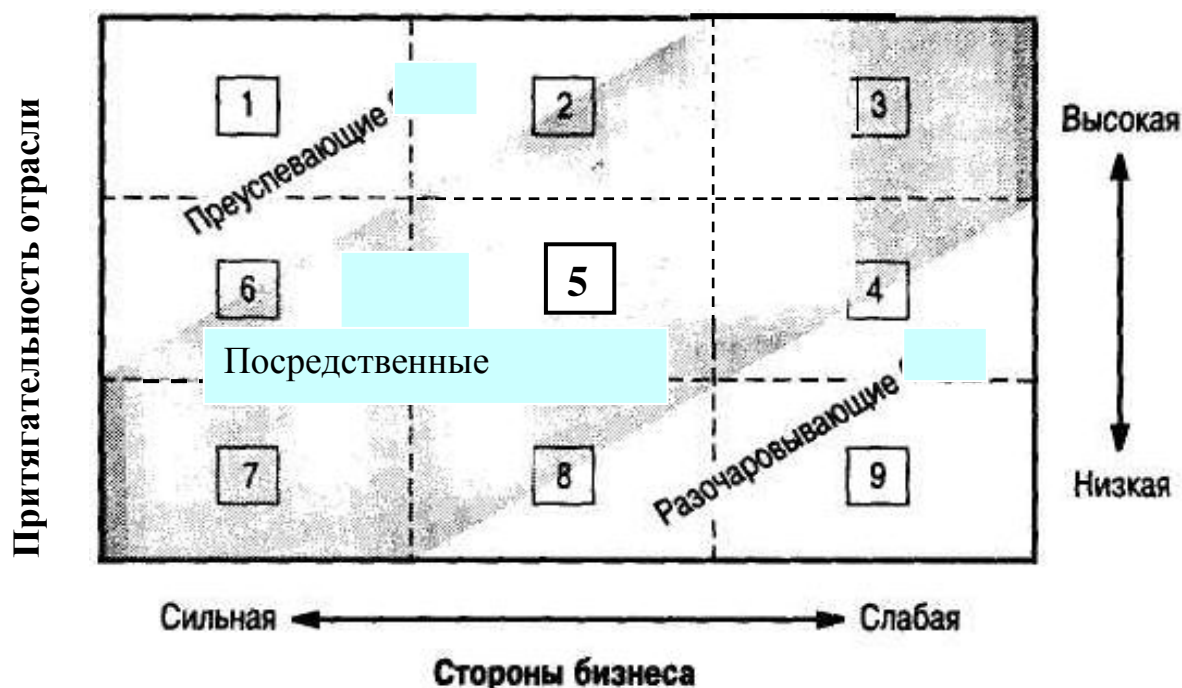 Притягательность отрасли
1
2
3
Высокая
Преуспевающие
6
5
4
Посредственные
7
8
Разочаровывающие
9
Низкая
Сильная
Слабая
Стороны бизнеса